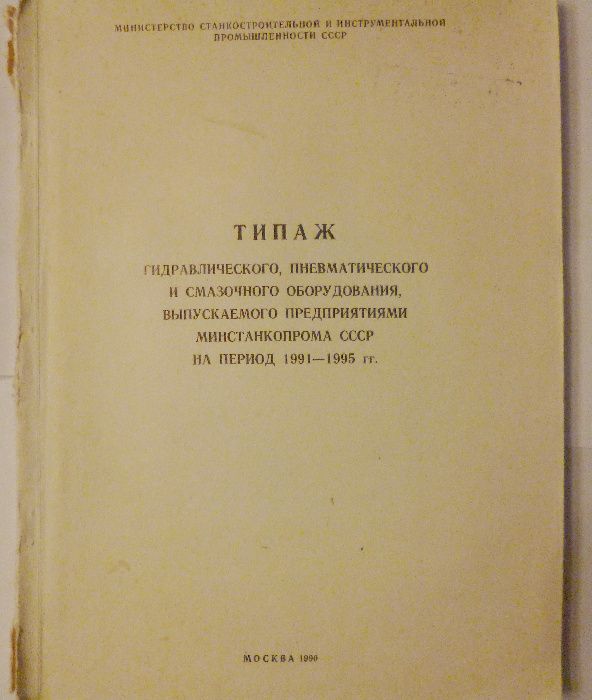 МИНИСТЕРСТВО СТАНКОСТРОИТЕЛЬНОЙ И ИНСТРУМЕНТАЛЬНОЙ
ПРОМЫШЛЕННОСТИ СССР
ТИПАЖ
ГИДРАВЛИЧЕСКОГО, ПНЕВМАТИЧЕСКОГО
И СМАЗОЧНОГО ОБОРУДОВАНИЯ,
ВЫПУСКАЕМОГО ПРЕДПРИЯТИЯМИ
МИНСТАНКОПРОМА СССР
НА ПЕРИОД 1991—1995 гг.
МОСКВА 1990